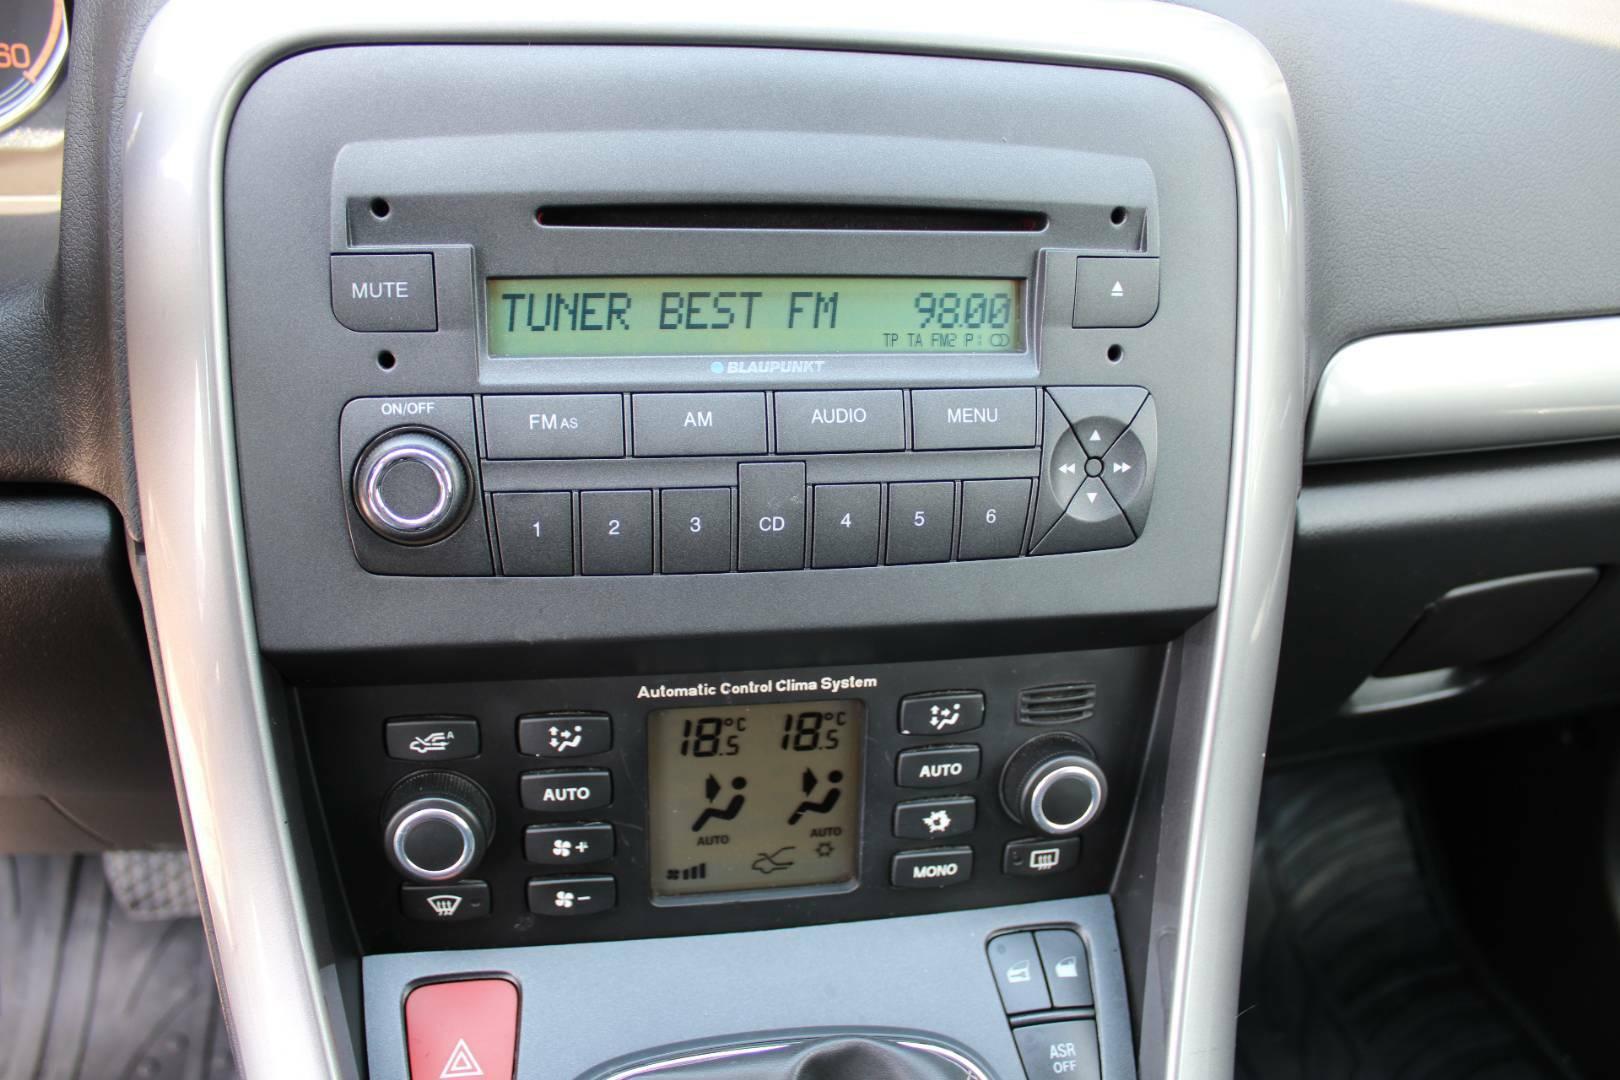 60
MUTE
TUNER BEST FM 98.00
TP TA FM2 P:
BLAUPUNKT
ON/OFF
FM AS AM AUDIO MENU
1 2 3 CD 4 5 6
Automatic Control Clima System
A
18.5°C 18.5°C
AUTO AUTO
AUTO AUTO
MONO
ASR
OFF